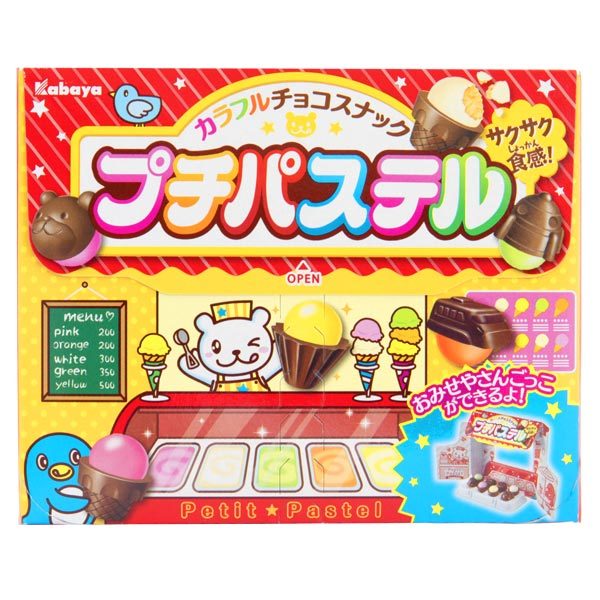 Kabaya
カラフルチョコスナック
プチパステル
サクサク
しょっかん
食感!
OPEN
menu♡
pink 200
orange 200
white 300
green 350
yellow 500
おみせやさんごっこ
ができるよ!
プチパステル
Petit ★ Pastel